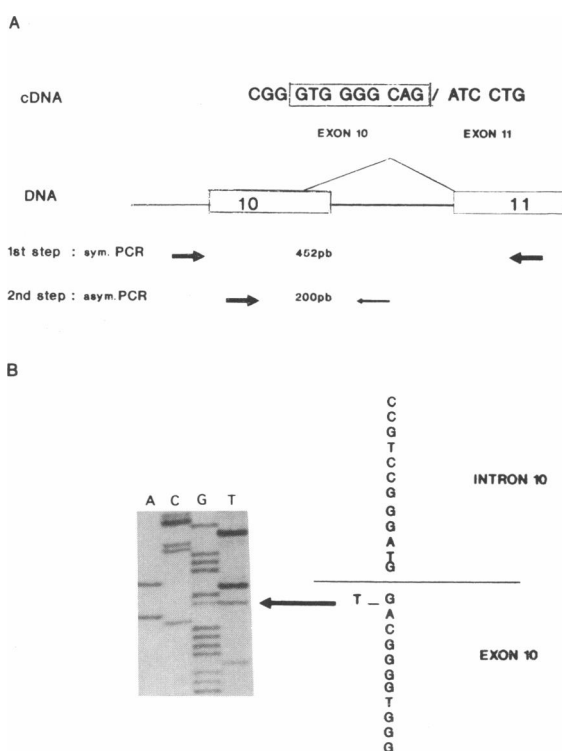 A
cDNA CGG GTG GGG CAG / ATC CTG
EXON 10 EXON 11
DNA 10 11
1st step : sym. PCR 452pb
2nd step : asym. PCR 200pb
B
C
C
G
T
C
C
G
G
G
A
T
G
INTRON 10
A C G T
T _ G
A
C
G
G
G
G
T
G
G
G
EXON 10